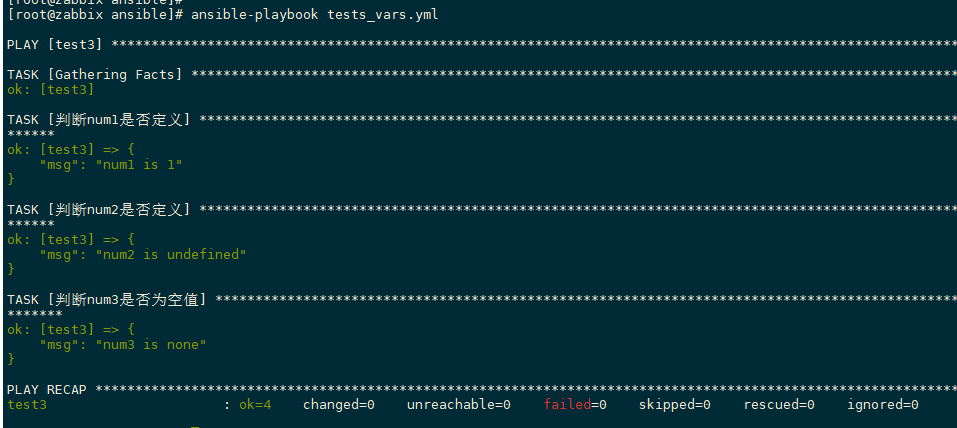 [root@zabbix ansible]#
[root@zabbix ansible]# ansible-playbook tests_vars.yml
PLAY [test3] **********************************************************************************************************
TASK [Gathering Facts] ************************************************************************************************
ok: [test3]
TASK [判断num1是否定义] ***********************************************************************************************
******
ok: [test3] => {
    "msg": "num1 is 1"
}
TASK [判断num2是否定义] ***********************************************************************************************
******
ok: [test3] => {
    "msg": "num2 is undefined"
}
TASK [判断num3是否为空值] *********************************************************************************************
*******
ok: [test3] => {
    "msg": "num3 is none"
}
PLAY RECAP ************************************************************************************************************
test3                      : ok=4    changed=0    unreachable=0    failed=0    skipped=0    rescued=0    ignored=0